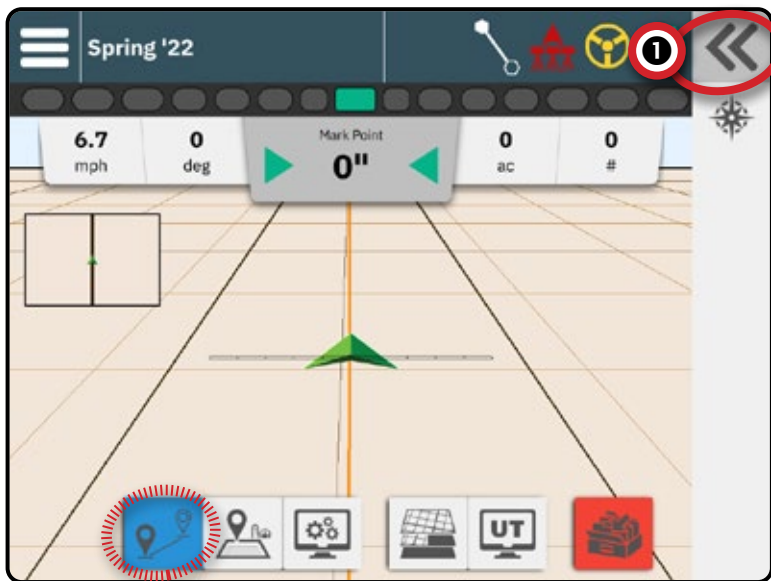 Spring '22
1
6.7
mph
0
deg
Mark Point
0"
0
ac
0
#
UT